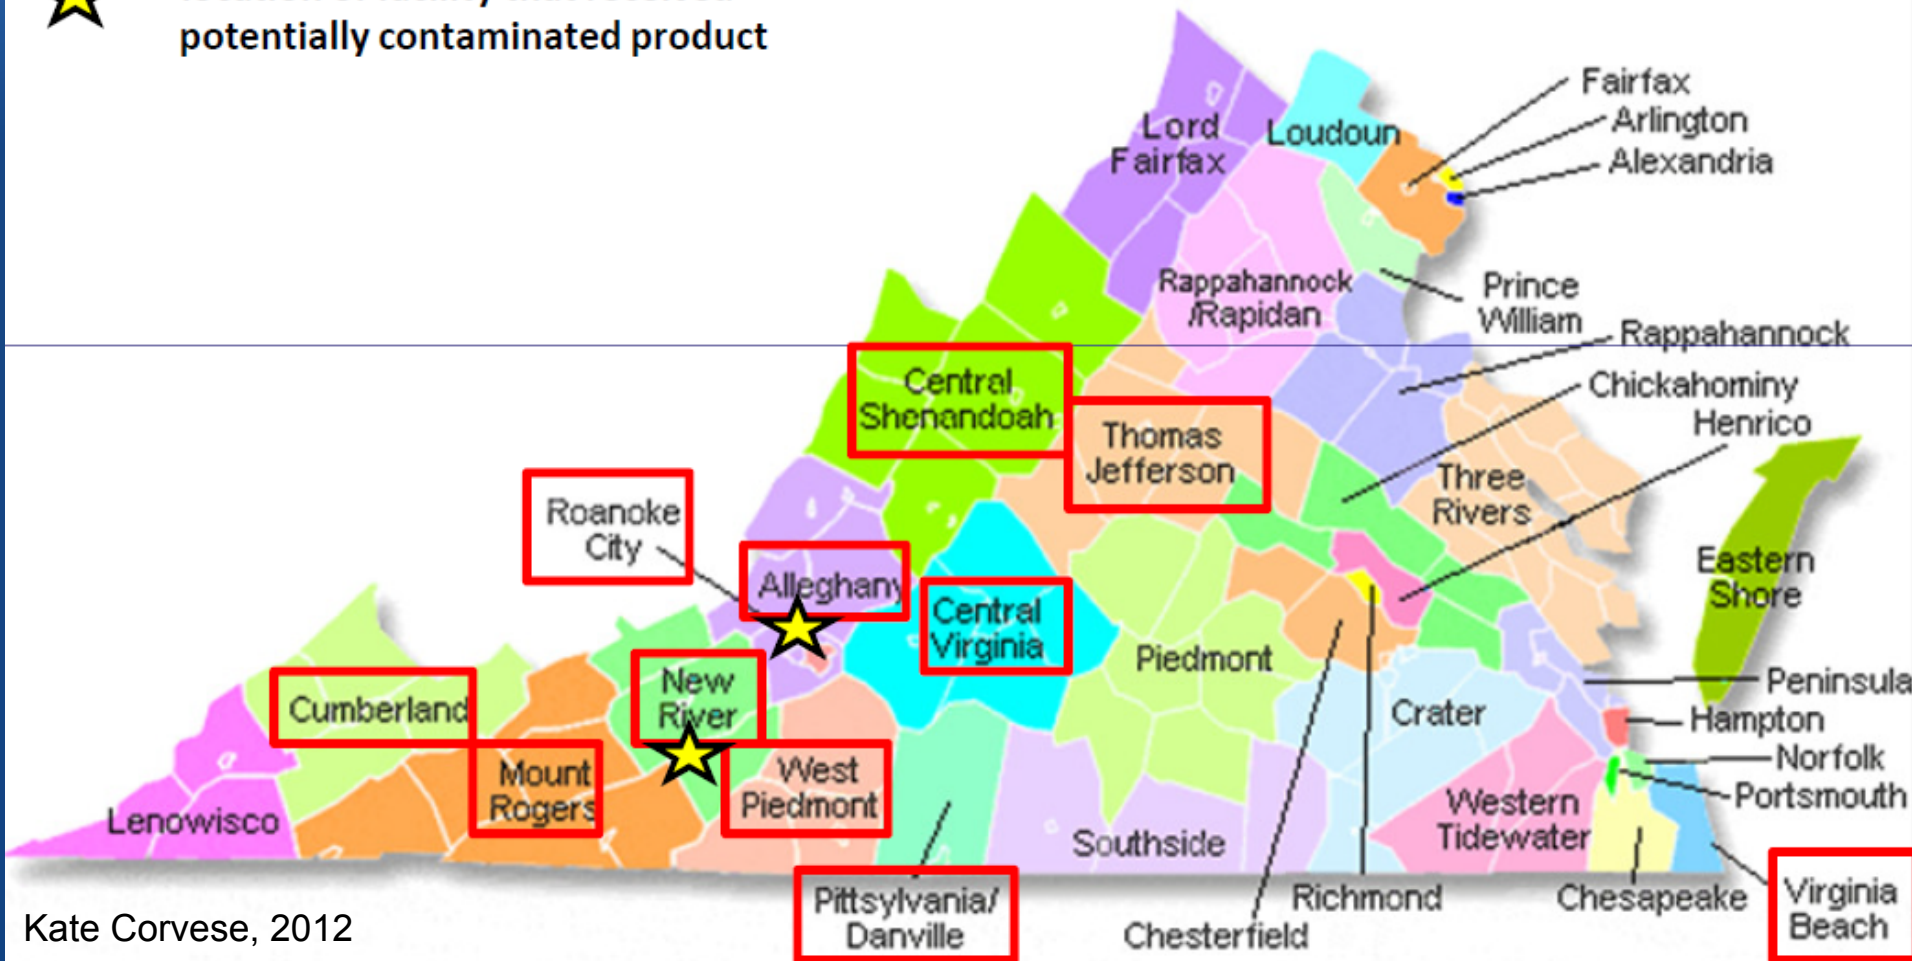 potentially contaminated product
Fairfax
Arlington
Alexandria
Lord
Fairfax
Loudoun
Rappahannock
/Rapidan
Prince
William
Rappahannock
Chickahominy
Henrico
Central
Shenandoah
Thomas
Jefferson
Three
Rivers
Roanoke
City
Alleghany
Eastern
Shore
Central
Virginia
Piedmont
New
River
Cumberland
Peninsula
Crater
Hampton
Mount
Rogers
West
Piedmont
Norfolk
Portsmouth
Lenowisco
Western
Tidewater
Southside
Pittsylvania/
Danville
Richmond
Chesapeake
Virginia
Beach
Chesterfield
Kate Corvese, 2012